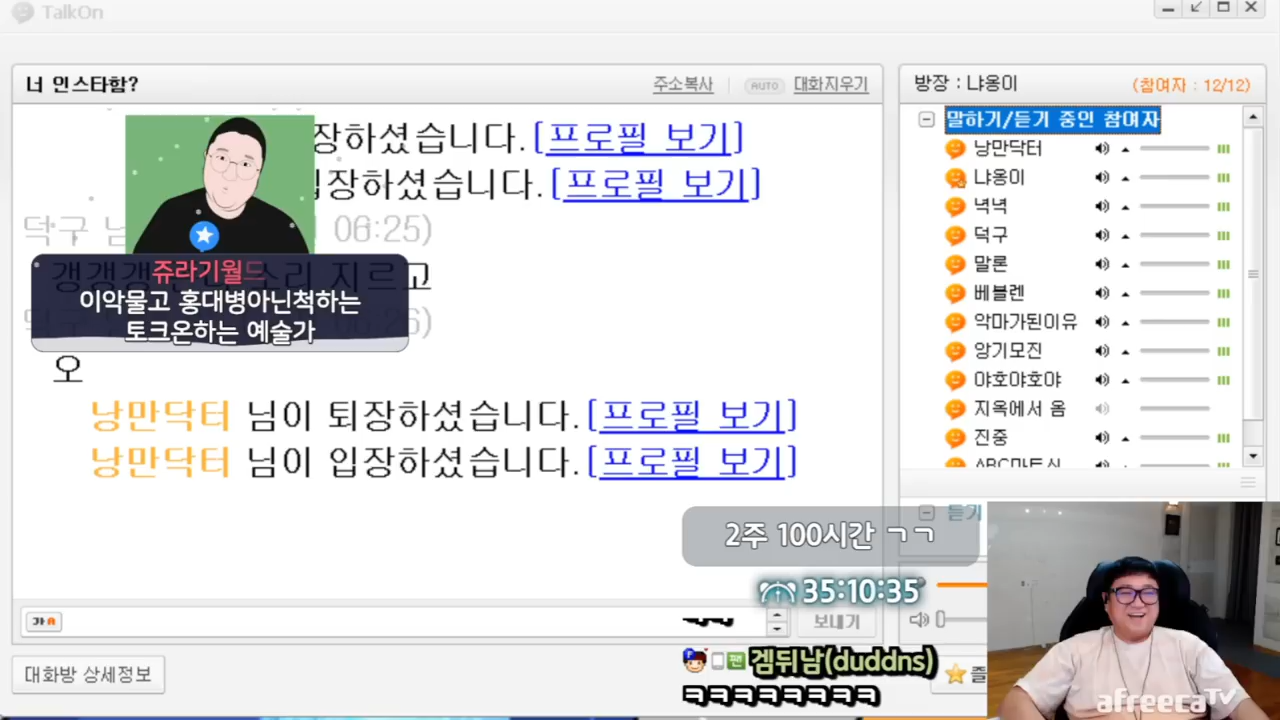 TalkOn
너 인스타함?
주소복사
AUTO
대화지우기
장하셨습니다.[프로필 보기]
입장하셨습니다.[프로필 보기]
덕구 님 06:25)
쥬라기월드
이악물고 홍대병아닌척하는
토크온하는 예술가
오
낭만닥터 님이 퇴장하셨습니다.[프로필 보기]
낭만닥터 님이 입장하셨습니다.[프로필 보기]
가
보내기
대화방 상세정보
방장 : 냐옹이
(참여자 : 12/12)
말하기/듣기 중인 참여자
낭만닥터
냐옹이
녁녁
덕구
말론
베블렌
악마가된이유
앙기모진
야호야호야
지옥에서 옴
진중
듣기
2주 100시간 ㄱㄱ
35:10:35
팬 겜뒤남(duddns)
ㅋㅋㅋㅋㅋㅋㅋㅋ
즐
afreecaTV